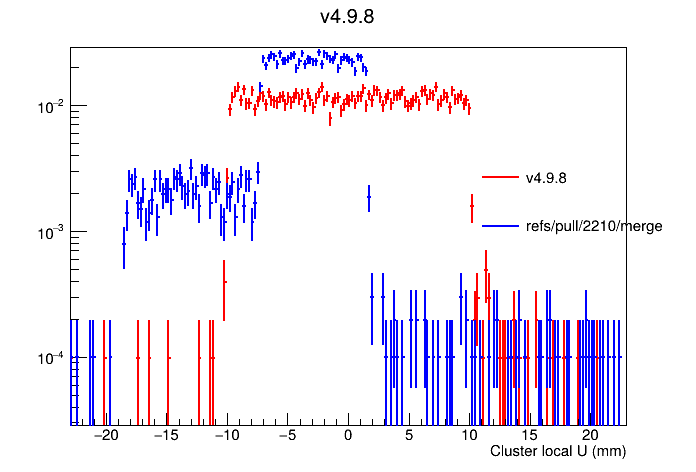 v4.9.8
10⁻²
v4.9.8
refs/pull/2210/merge
10⁻³
10⁻⁴
−20 −15 −10 −5 0 5 10 15 20
Cluster local U (mm)